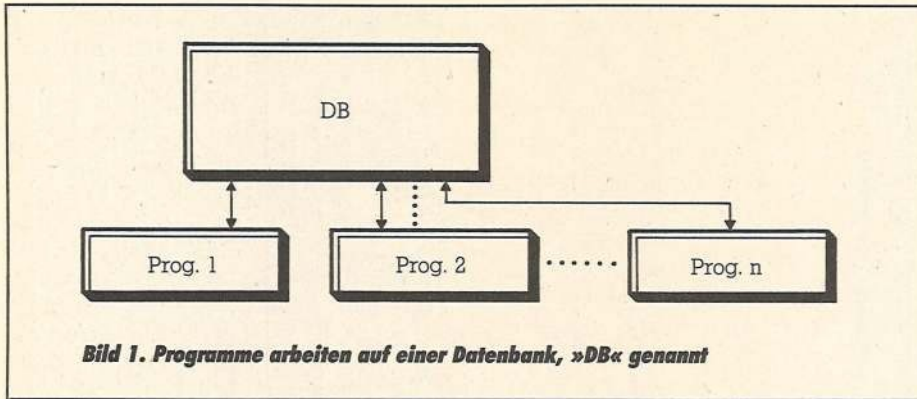 DB
Prog. 1
Prog. 2
Prog. n
Bild 1. Programme arbeiten auf einer Datenbank, »DB« genannt